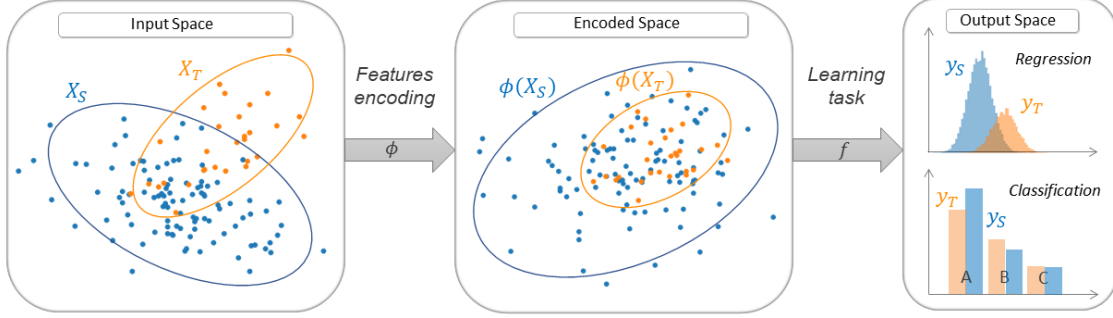 Input Space
X_S
X_T
Features
encoding
ϕ
Encoded Space
ϕ(X_S)
ϕ(X_T)
Learning
task
f
Output Space
Regression
y_S
y_T
Classification
y_T
y_S
A B C